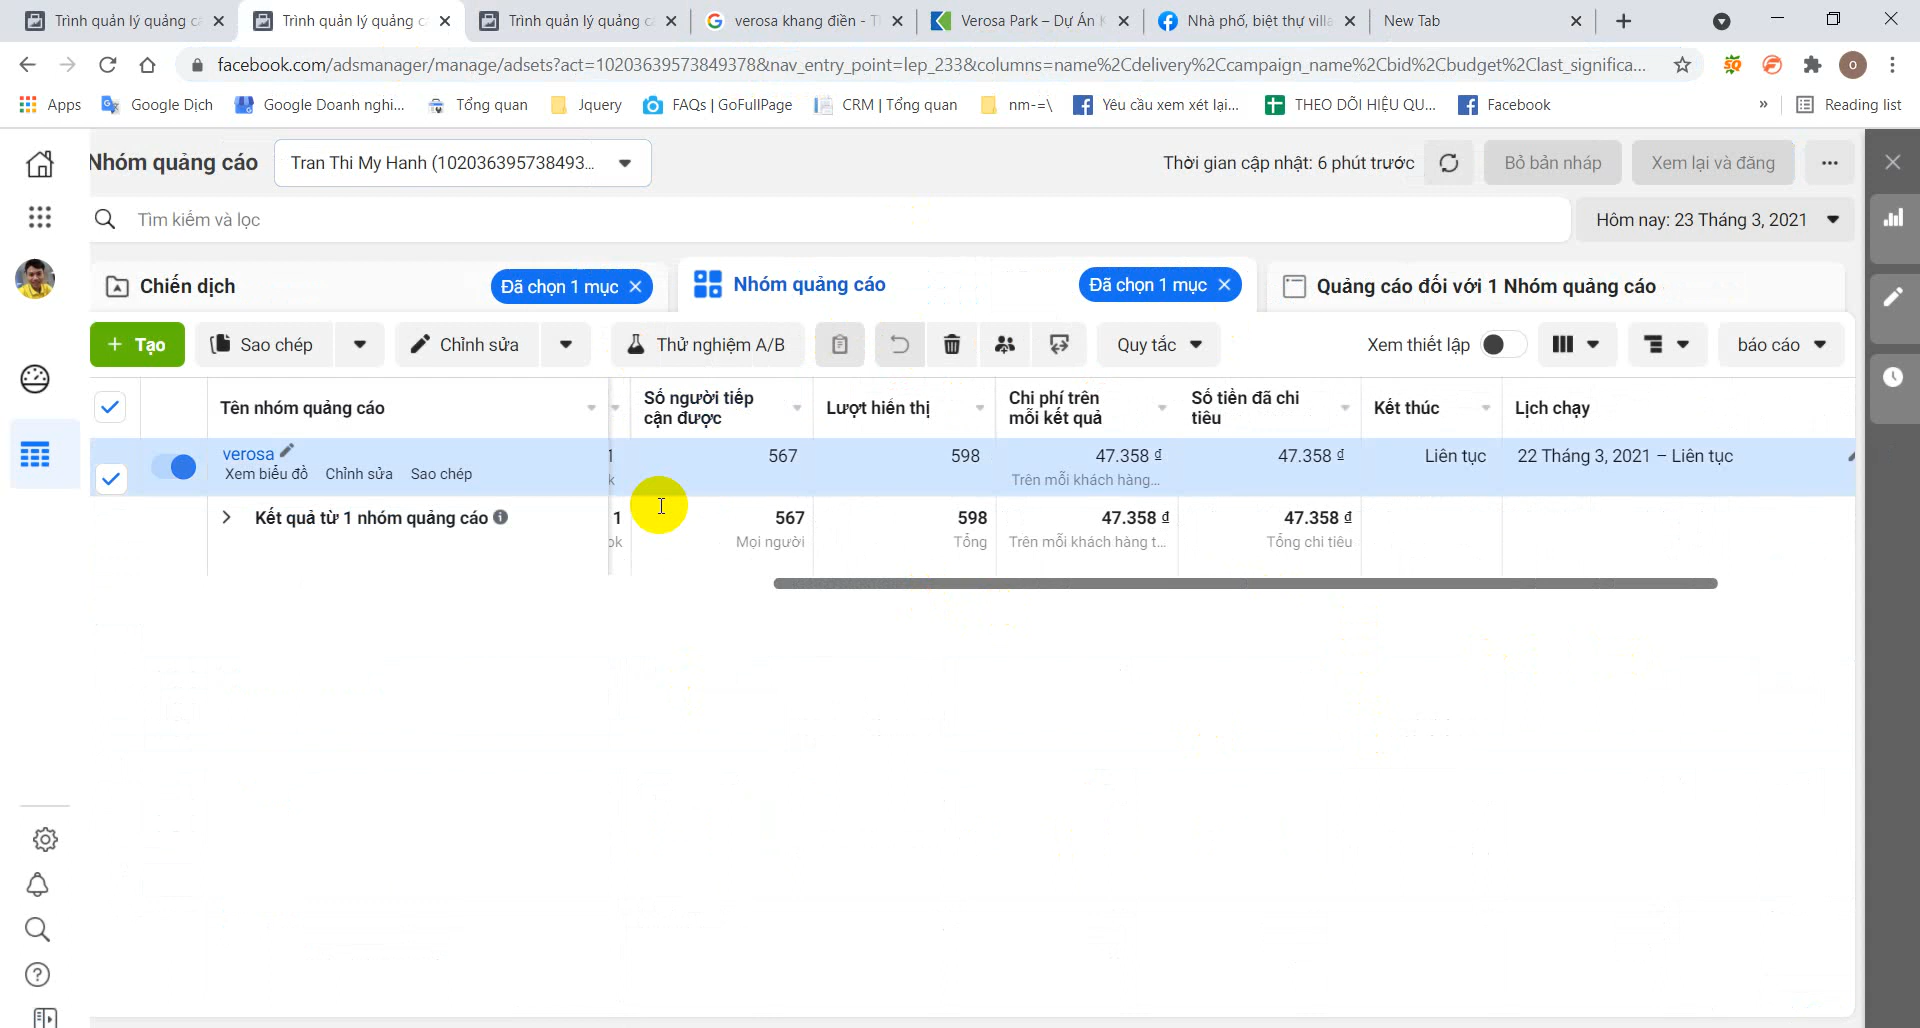 Trình quản lý quảng c
Trình quản lý quảng c
Trình quản lý quảng c
verosa khang điền - T
Verosa Park – Dự Án K
Nhà phố, biệt thự villa
New Tab
facebook.com/adsmanager/manage/adsets?act=10203639573849378&nav_entry_point=lep_233&columns=name%2Cdelivery%2Ccampaign_name%2Cbid%2Cbudget%2Clast_significa...
O
Apps
Google Dịch
Google Doanh nghi...
Tổng quan
Jquery
FAQs | GoFullPage
CRM | Tổng quan
nm-=\
Yêu cầu xem xét lại...
THEO DÕI HIỆU QU...
Facebook
»
Reading list
Nhóm quảng cáo
Tran Thi My Hanh (102036395738493...
Thời gian cập nhật: 6 phút trước
Bỏ bản nháp
Xem lại và đăng
Tìm kiếm và lọc
Hôm nay: 23 Tháng 3, 2021
Chiến dịch
Đã chọn 1 mục
Nhóm quảng cáo
Đã chọn 1 mục
Quảng cáo đối với 1 Nhóm quảng cáo
+ Tạo
Sao chép
Chỉnh sửa
Thử nghiệm A/B
Quy tắc
Xem thiết lập
báo cáo
Tên nhóm quảng cáo
Số người tiếp
cận được
Lượt hiển thị
Chi phí trên
mỗi kết quả
Số tiền đã chi
tiêu
Kết thúc
Lịch chạy
verosa
Xem biểu đồ
Chỉnh sửa
Sao chép
1
k
567
598
47.358 ₫
Trên mỗi khách hàng...
47.358 ₫
Liên tục
22 Tháng 3, 2021 – Liên tục
Kết quả từ 1 nhóm quảng cáo
1
ok
567
Mọi người
598
Tổng
47.358 ₫
Trên mỗi khách hàng t...
47.358 ₫
Tổng chi tiêu